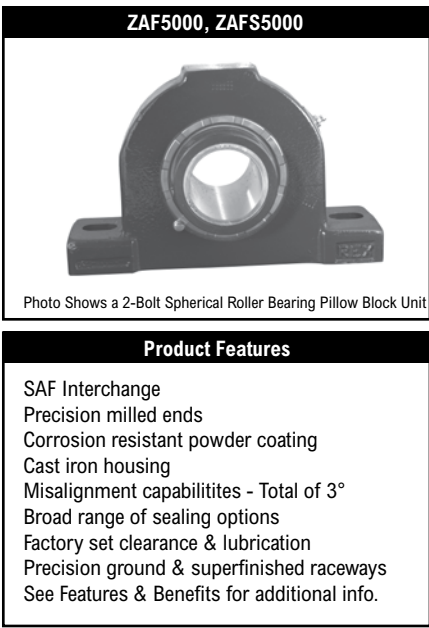 ZAF5000, ZAFS5000
REX
Photo Shows a 2-Bolt Spherical Roller Bearing Pillow Block Unit
Product Features
SAF Interchange
Precision milled ends
Corrosion resistant powder coating
Cast iron housing
Misalignment capabilitites - Total of 3°
Broad range of sealing options
Factory set clearance & lubrication
Precision ground & superfinished raceways
See Features & Benefits for additional info.